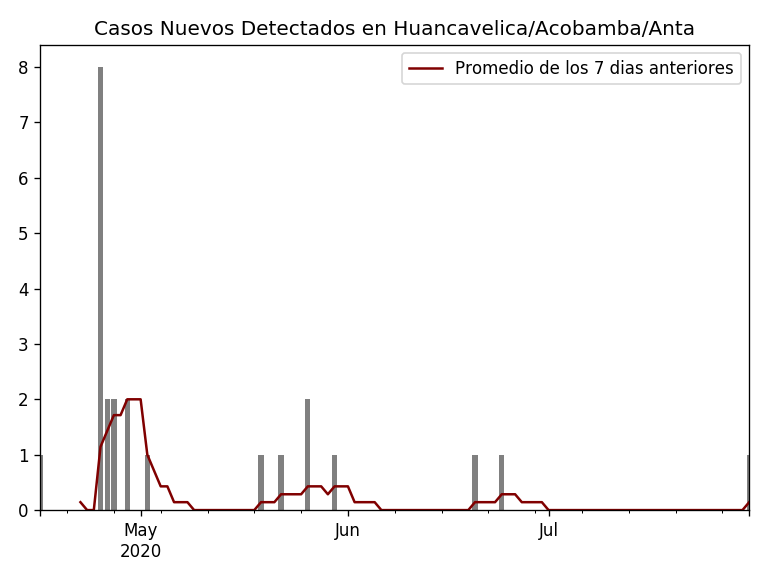 Casos Nuevos Detectados en Huancavelica/Acobamba/Anta
Promedio de los 7 dias anteriores
8
7
6
5
4
3
2
1
0
May
2020
Jun
Jul